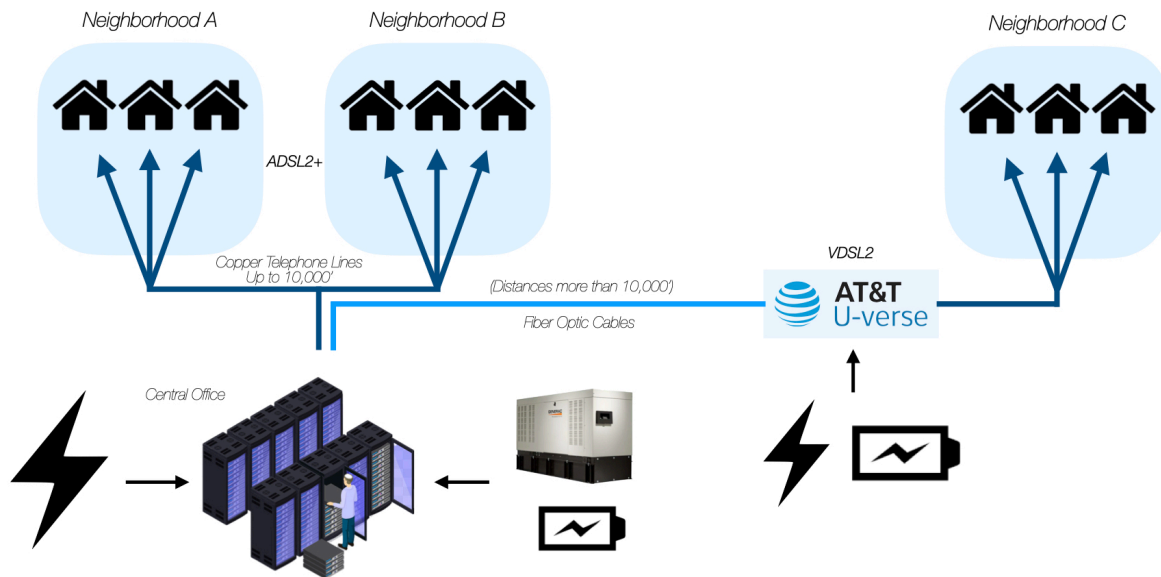 Neighborhood A
Neighborhood B
Neighborhood C
ADSL2+
Copper Telephone Lines
Up to 10,000'
(Distances more than 10,000')
Fiber Optic Cables
VDSL2
AT&T
U-verse
Central Office
GENERAC